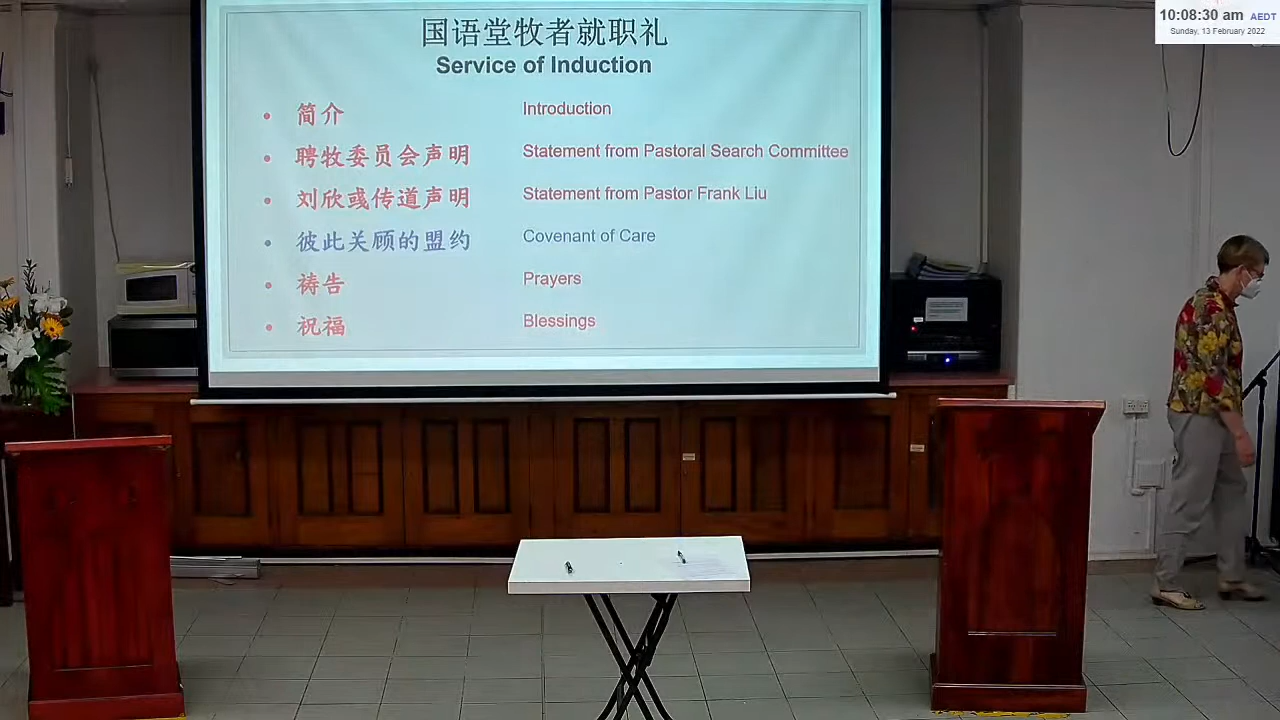 10:08:30 am AEDT
Sunday, 13 February 2022
国语堂牧者就职礼
Service of Induction
• 简介 Introduction
• 聘牧委员会声明 Statement from Pastoral Search Committee
• 刘欣彧传道声明 Statement from Pastor Frank Liu
• 彼此关顾的盟约 Covenant of Care
• 祷告 Prayers
• 祝福 Blessings